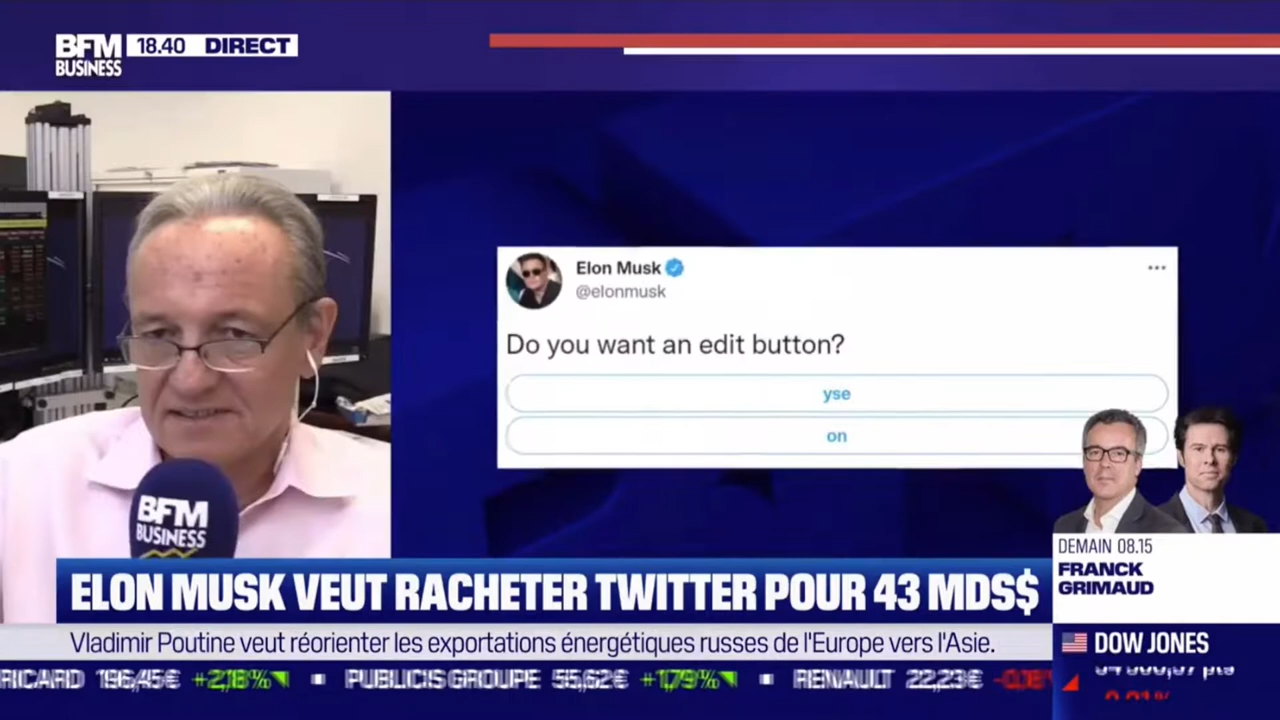 BFM
BUSINESS
18.40 DIRECT
Elon Musk
@elonmusk
Do you want an edit button?
yse
on
BFM
BUSINESS
DEMAIN 08.15
FRANCK
GRIMAUD
ELON MUSK VEUT RACHETER TWITTER POUR 43 MDS$
Vladimir Poutine veut réorienter les exportations énergétiques russes de l'Europe vers l'Asie.
DOW JONES
RICARD 196,45€ +2,18% PUBLICIS GROUPE 55,62€ +1,79% RENAULT 22,23€